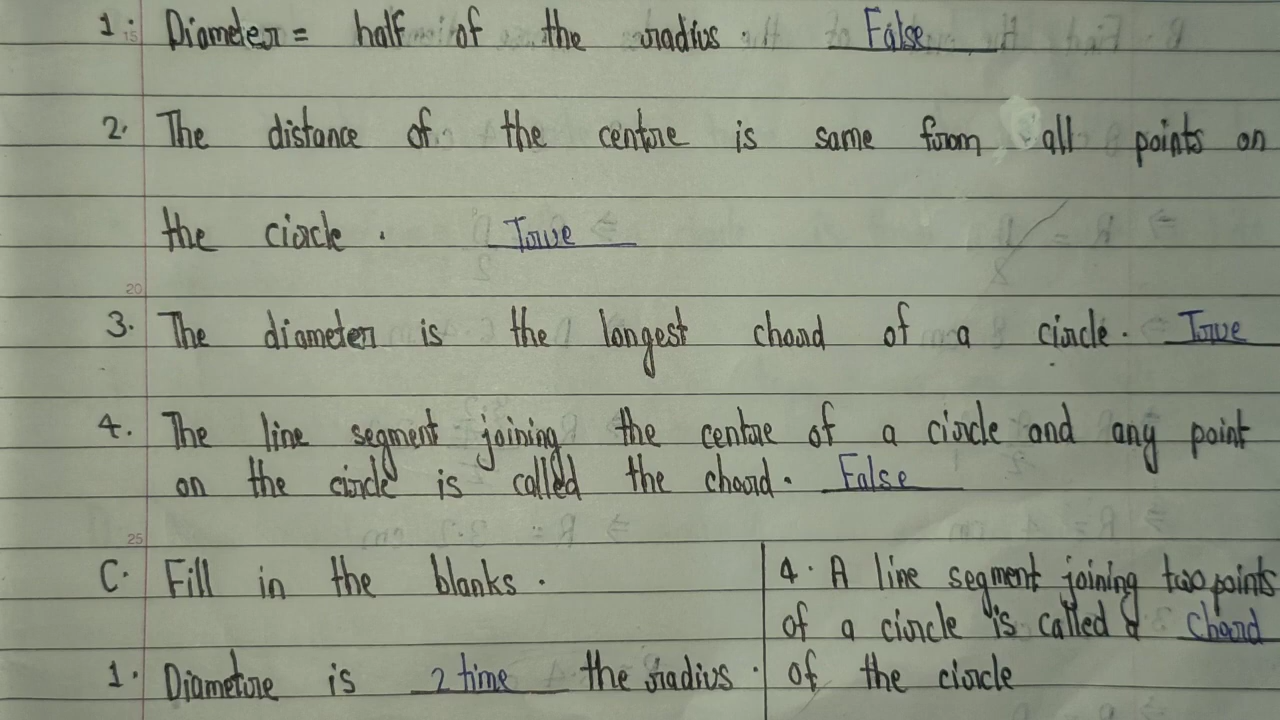 1. Diameter = half of the radius. False
2. The distance of the centre is same from all points on
the circle. True
3. The diameter is the longest chord of a circle. True
4. The line segment joining the centre of a circle and any point
on the circle is called the chord. False
C. Fill in the blanks.
1. Diametre is 2 time the radius.
4. A line segment joining two points
of a circle is called a chord
of the circle
15
20
25